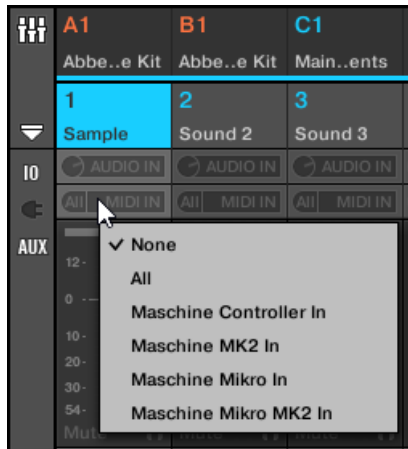 A1 B1 C1
Abbe..e Kit Abbe..e Kit Main..ents
1 2 3
Sample Sound 2 Sound 3
IO AUDIO IN AUDIO IN AUDIO IN
All MIDI IN All MIDI IN All MIDI IN
AUX
None
12-
All
0
Maschine Controller In
10-
Maschine MK2 In
20-
Maschine Mikro In
30-
54-
Maschine Mikro MK2 In
Mute Mute Mute